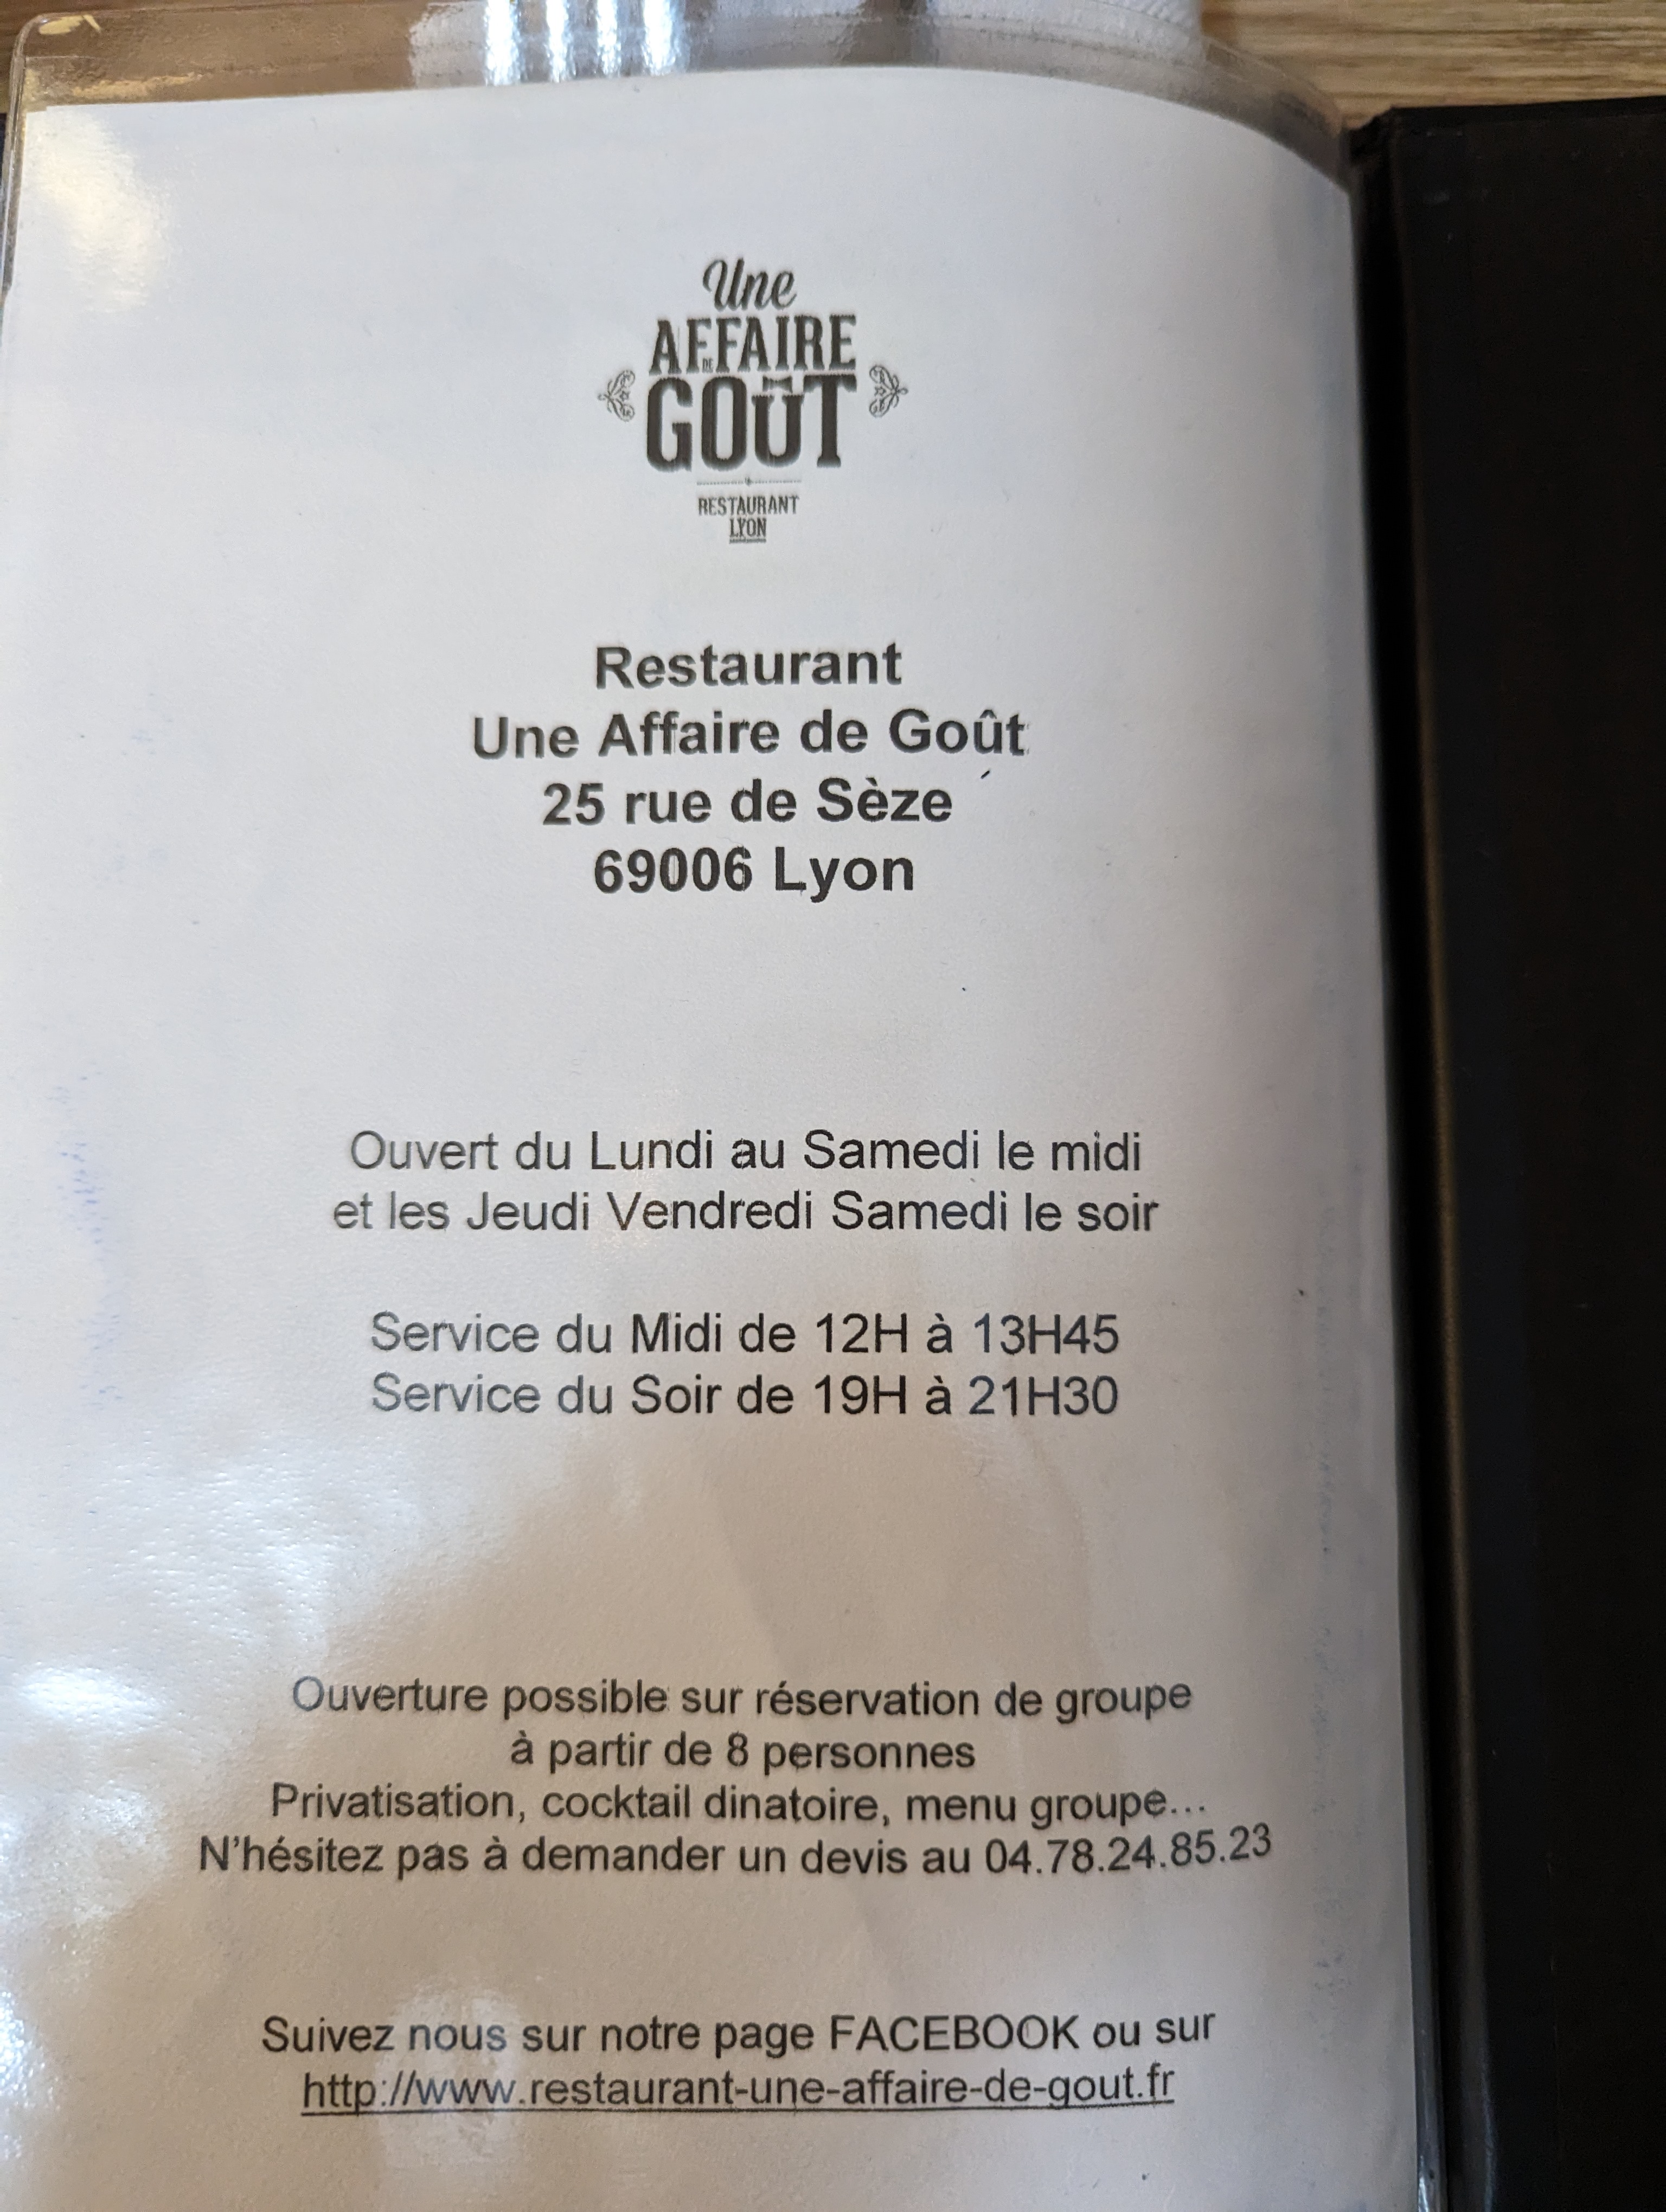 Une
AFFAIRE
DE
GOÛT
RESTAURANT
LYON
Restaurant
Une Affaire de Goût
25 rue de Sèze
69006 Lyon
Ouvert du Lundi au Samedi le midi
et les Jeudi Vendredi Samedi le soir
Service du Midi de 12H à 13H45
Service du Soir de 19H à 21H30
Ouverture possible sur réservation de groupe
à partir de 8 personnes
Privatisation, cocktail dinatoire, menu groupe...
N'hésitez pas à demander un devis au 04.78.24.85.23
Suivez nous sur notre page FACEBOOK ou sur
http://www.restaurant-une-affaire-de-gout.fr